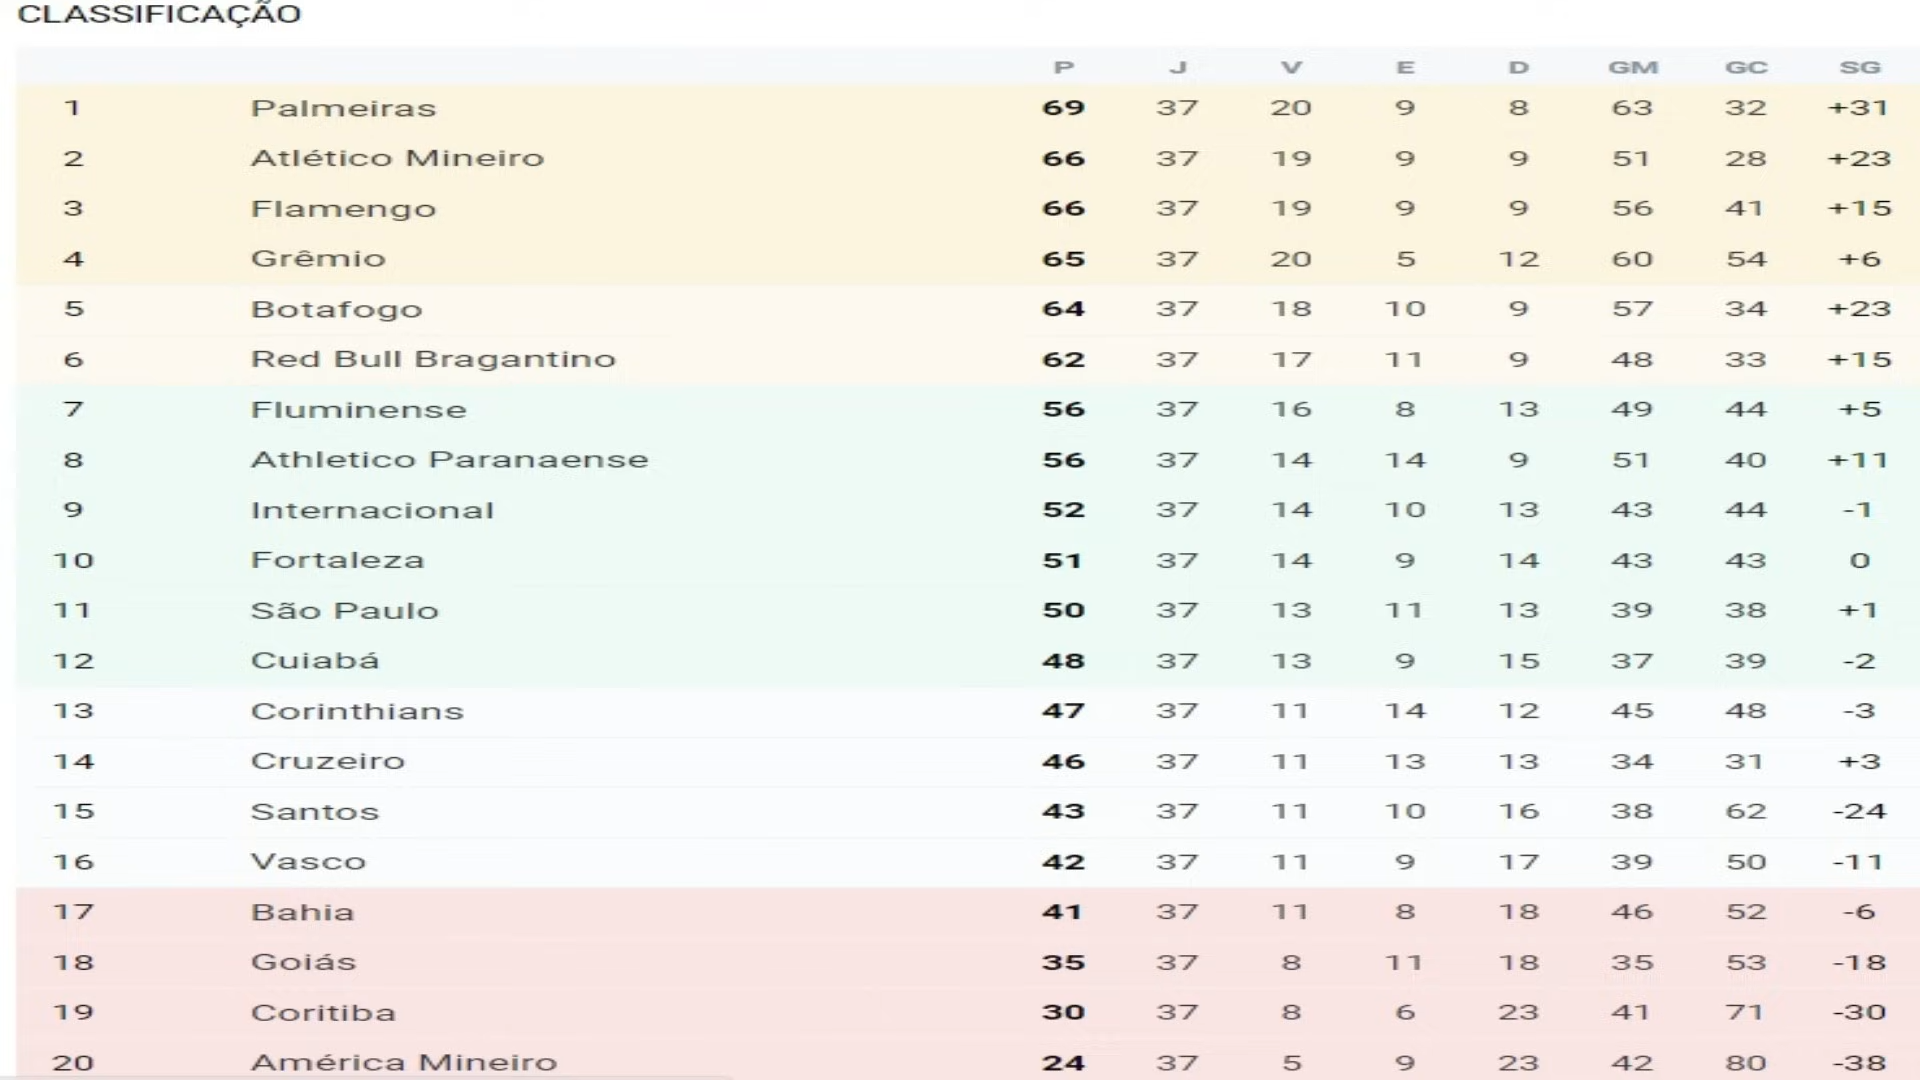 CLASSIFICAÇÃO
P J V E D GM GC SG
1 Palmeiras 69 37 20 9 8 63 32 +31
2 Atlético Mineiro 66 37 19 9 9 51 28 +23
3 Flamengo 66 37 19 9 9 56 41 +15
4 Grêmio 65 37 20 5 12 60 54 +6
5 Botafogo 64 37 18 10 9 57 34 +23
6 Red Bull Bragantino 62 37 17 11 9 48 33 +15
7 Fluminense 56 37 16 8 13 49 44 +5
8 Athletico Paranaense 56 37 14 14 9 51 40 +11
9 Internacional 52 37 14 10 13 43 44 -1
10 Fortaleza 51 37 14 9 14 43 43 0
11 São Paulo 50 37 13 11 13 39 38 +1
12 Cuiabá 48 37 13 9 15 37 39 -2
13 Corinthians 47 37 11 14 12 45 48 -3
14 Cruzeiro 46 37 11 13 13 34 31 +3
15 Santos 43 37 11 10 16 38 62 -24
16 Vasco 42 37 11 9 17 39 50 -11
17 Bahia 41 37 11 8 18 46 52 -6
18 Goiás 35 37 8 11 18 35 53 -18
19 Coritiba 30 37 8 6 23 41 71 -30
20 América Mineiro 24 37 5 9 23 42 80 -38